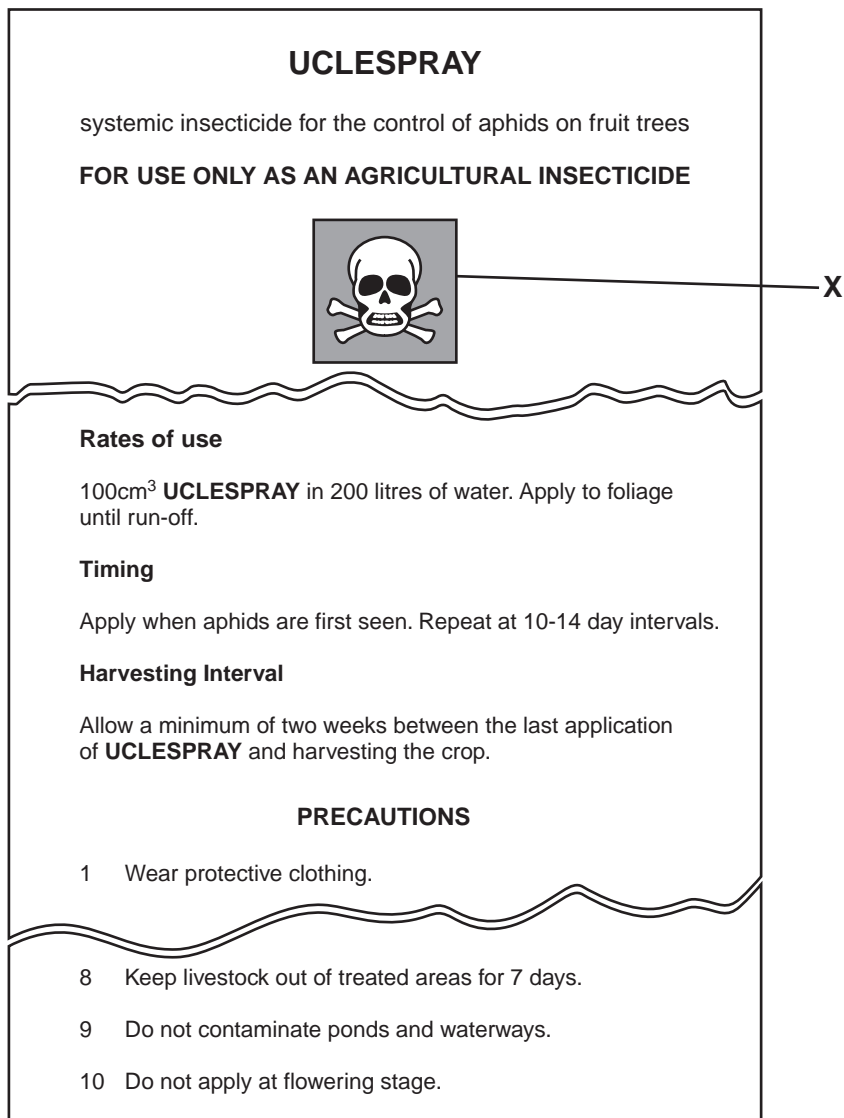 UCLESPRAY
systemic insecticide for the control of aphids on fruit trees
FOR USE ONLY AS AN AGRICULTURAL INSECTICIDE
X
Rates of use
100cm³ UCLESPRAY in 200 litres of water. Apply to foliage
until run-off.
Timing
Apply when aphids are first seen. Repeat at 10-14 day intervals.
Harvesting Interval
Allow a minimum of two weeks between the last application
of UCLESPRAY and harvesting the crop.
PRECAUTIONS
1 Wear protective clothing.
8 Keep livestock out of treated areas for 7 days.
9 Do not contaminate ponds and waterways.
10 Do not apply at flowering stage.